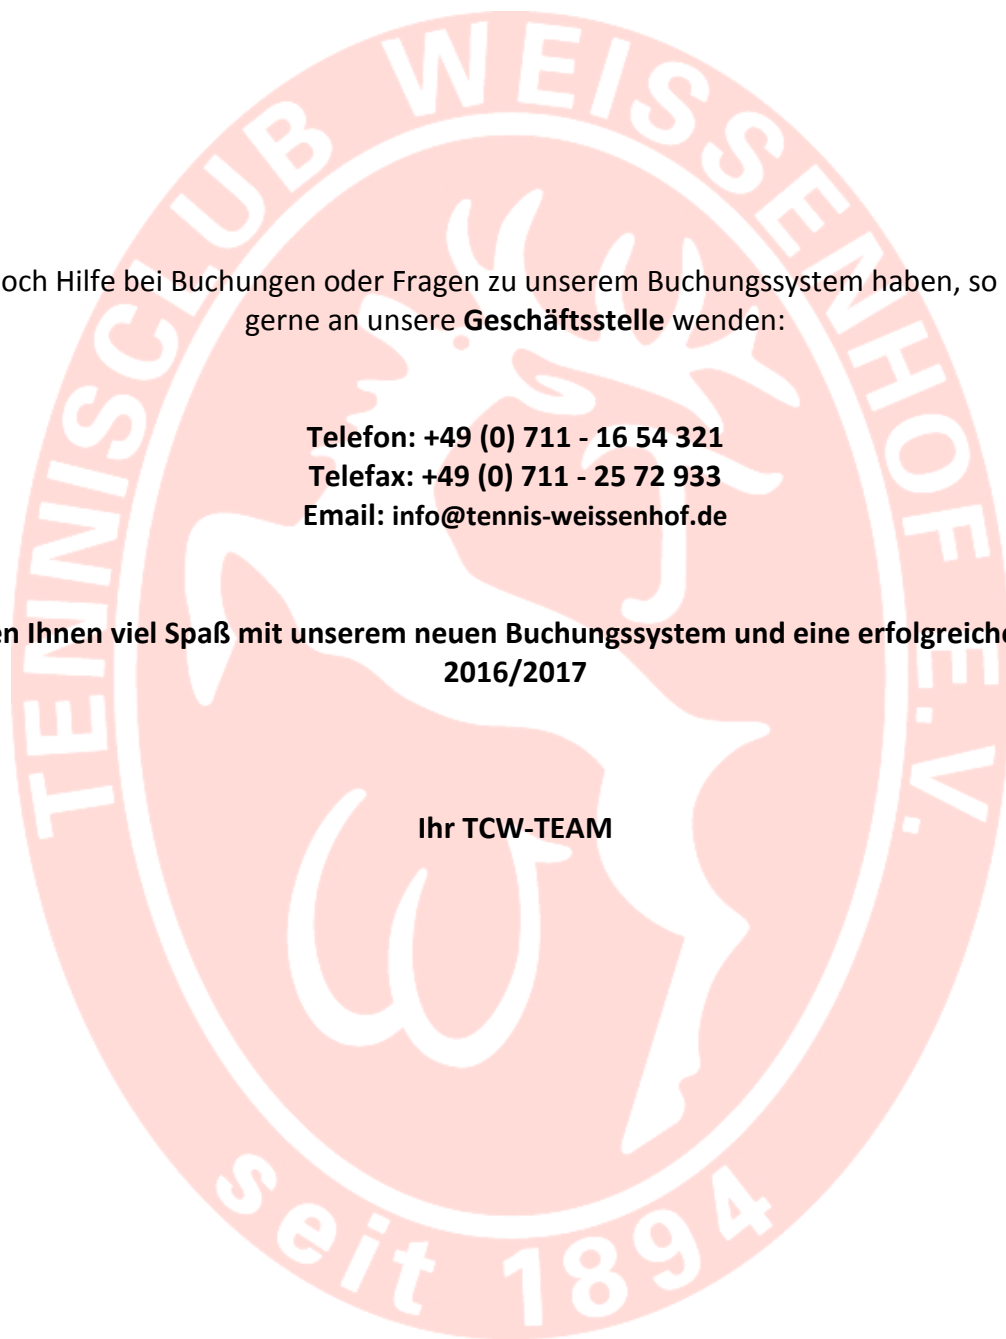 TENNISCLUB WEISSENHOF E.V.
och Hilfe bei Buchungen oder Fragen zu unserem Buchungssystem haben, so
gerne an unsere Geschäftsstelle wenden:
Telefon: +49 (0) 711 - 16 54 321
Telefax: +49 (0) 711 - 25 72 933
Email: info@tennis-weissenhof.de
en Ihnen viel Spaß mit unserem neuen Buchungssystem und eine erfolgreiche
2016/2017
Ihr TCW-TEAM
seit 1894